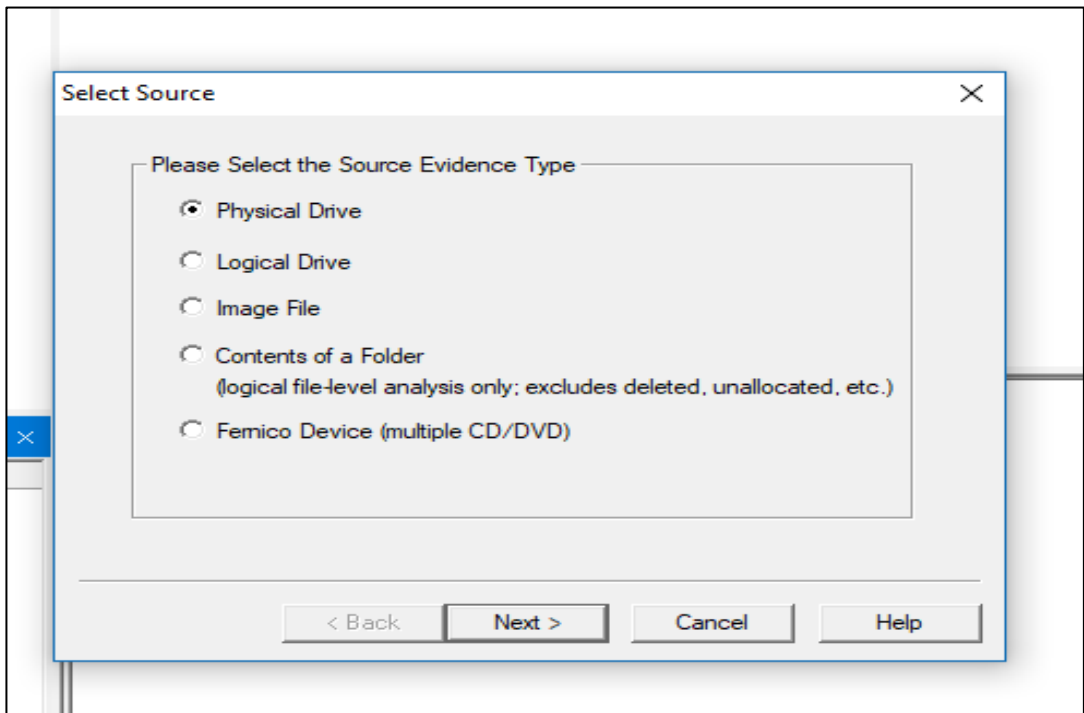 Select Source
Please Select the Source Evidence Type
Physical Drive
Logical Drive
Image File
Contents of a Folder
(logical file-level analysis only; excludes deleted, unallocated, etc.)
Fernico Device (multiple CD/DVD)
< Back
Next >
Cancel
Help